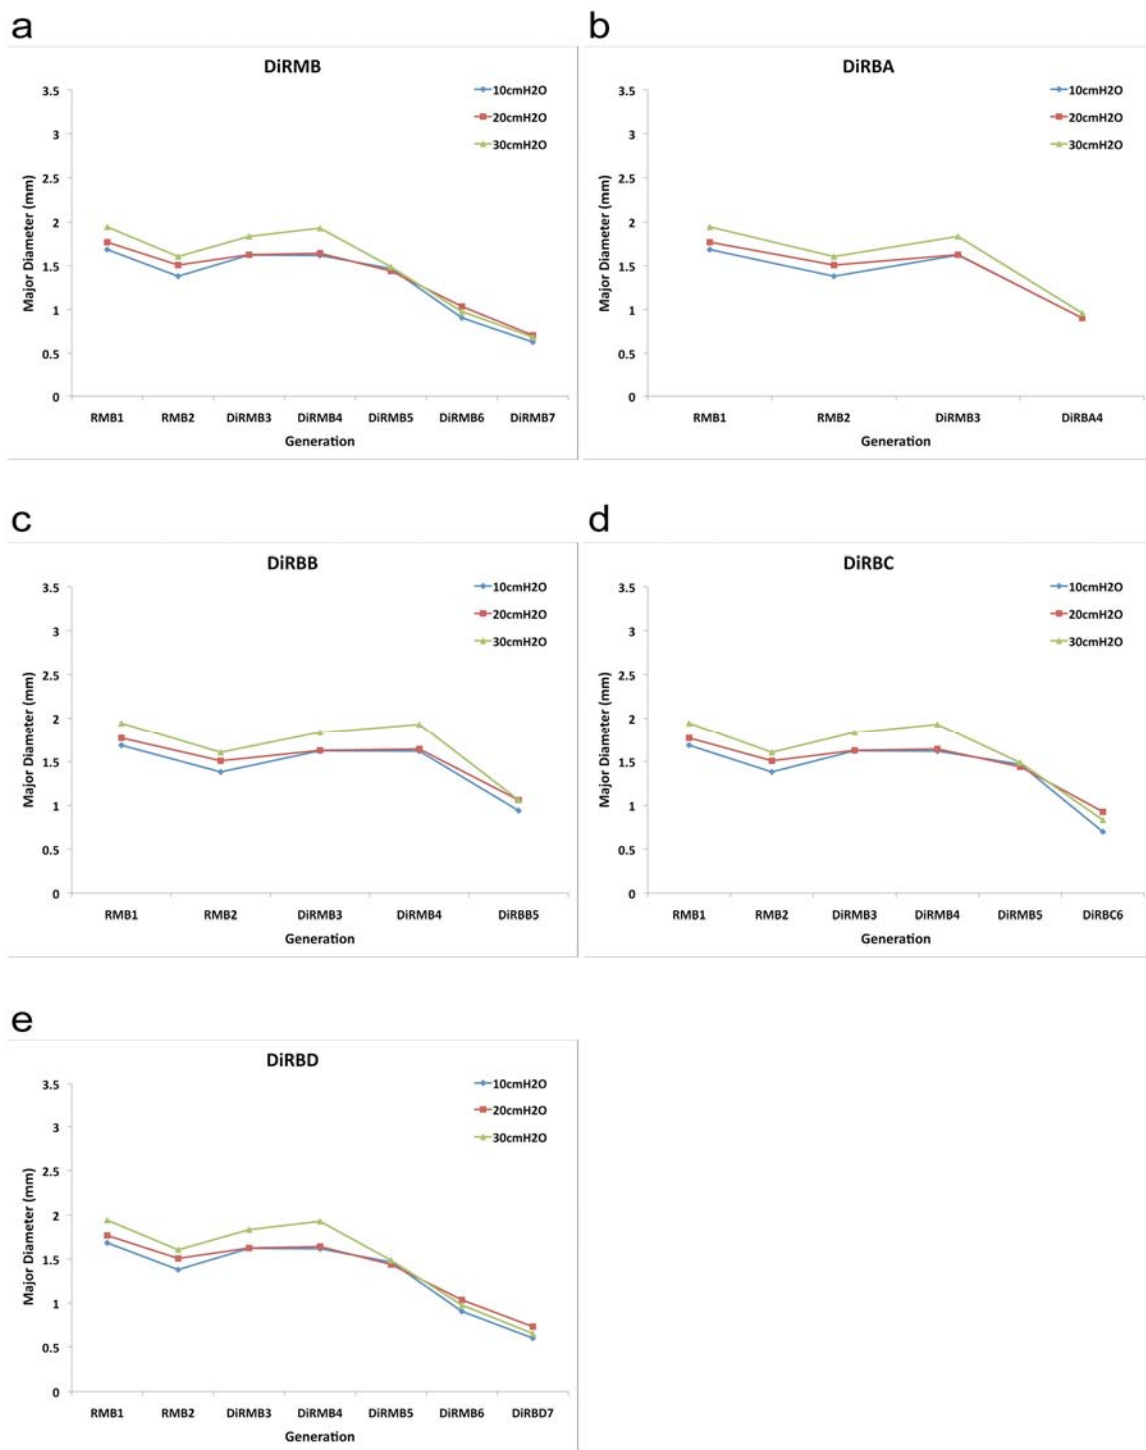 a
DiRMB
3.5
3
2.5
2
1.5
1
0.5
0
Major Diameter (mm)
10cmH2O
20cmH2O
30cmH2O
RMB1 RMB2 DiRMB3 DiRMB4 DiRMB5 DiRMB6 DiRMB7
Generation
b
DiRBA
3.5
3
2.5
2
1.5
1
0.5
0
Major Diameter (mm)
10cmH2O
20cmH2O
30cmH2O
RMB1 RMB2 DiRMB3 DiRBA4
Generation
c
DiRBB
3.5
3
2.5
2
1.5
1
0.5
0
Major Diameter (mm)
10cmH2O
20cmH2O
30cmH2O
RMB1 RMB2 DiRMB3 DiRMB4 DiRBB5
Generation
d
DiRBC
3.5
3
2.5
2
1.5
1
0.5
0
Major Diameter (mm)
10cmH2O
20cmH2O
30cmH2O
RMB1 RMB2 DiRMB3 DiRMB4 DiRMB5 DiRBC6
Generation
e
DiRBD
3.5
3
2.5
2
1.5
1
0.5
0
Major Diameter (mm)
10cmH2O
20cmH2O
30cmH2O
RMB1 RMB2 DiRMB3 DiRMB4 DiRMB5 DiRMB6 DiRBD7
Generation